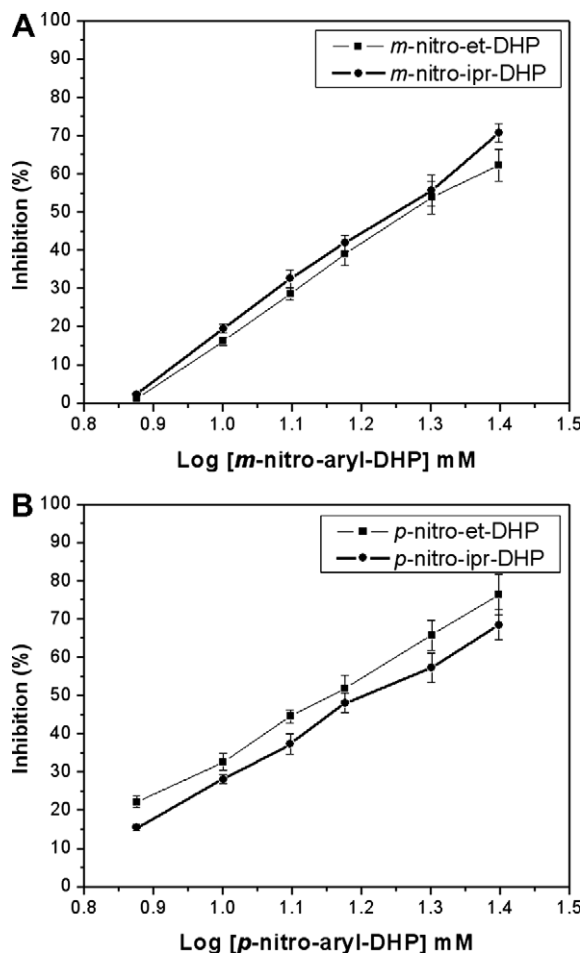 A
100
90
80
70
60
50
40
30
20
10
0
Inhibition (%)
m-nitro-et-DHP
m-nitro-ipr-DHP
0.8 0.9 1.0 1.1 1.2 1.3 1.4 1.5
Log [m-nitro-aryl-DHP] mM
B
100
90
80
70
60
50
40
30
20
10
0
Inhibition (%)
p-nitro-et-DHP
p-nitro-ipr-DHP
0.8 0.9 1.0 1.1 1.2 1.3 1.4 1.5
Log [p-nitro-aryl-DHP] mM